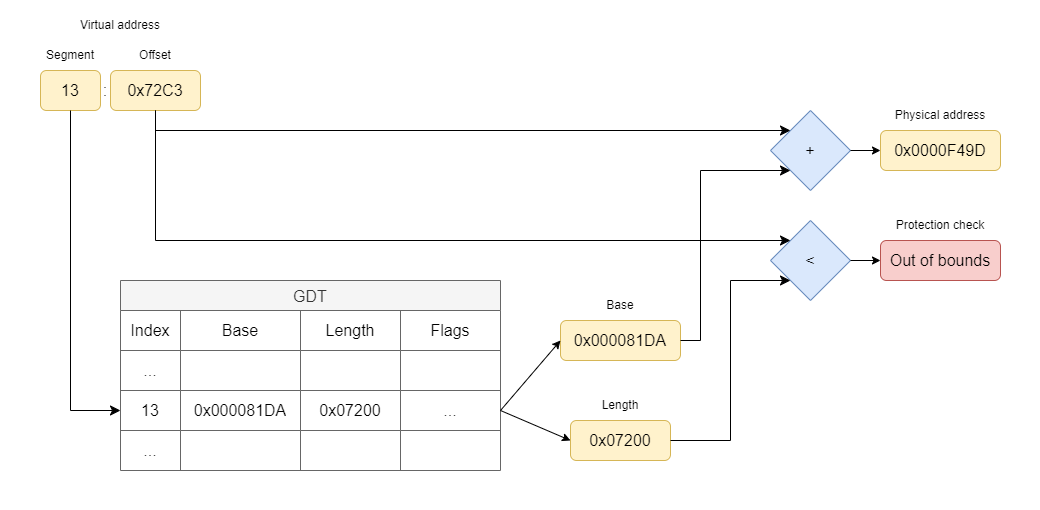 Virtual address
Segment Offset
13 : 0x72C3
Physical address
+
0x0000F49D
Protection check
<
Out of bounds
GDT
Index Base Length Flags
...
13 0x000081DA 0x07200 ...
...
Base
0x000081DA
Length
0x07200